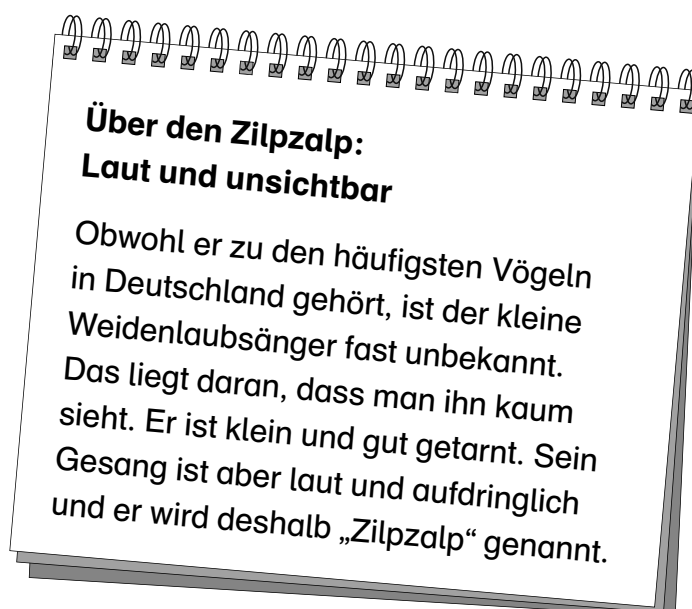 Über den Zilpzalp:
Laut und unsichtbar
Obwohl er zu den häufigsten Vögeln
in Deutschland gehört, ist der kleine
Weidenlaubsänger fast unbekannt.
Das liegt daran, dass man ihn kaum
sieht. Er ist klein und gut getarnt. Sein
Gesang ist aber laut und aufdringlich
und er wird deshalb „Zilpzalp“ genannt.